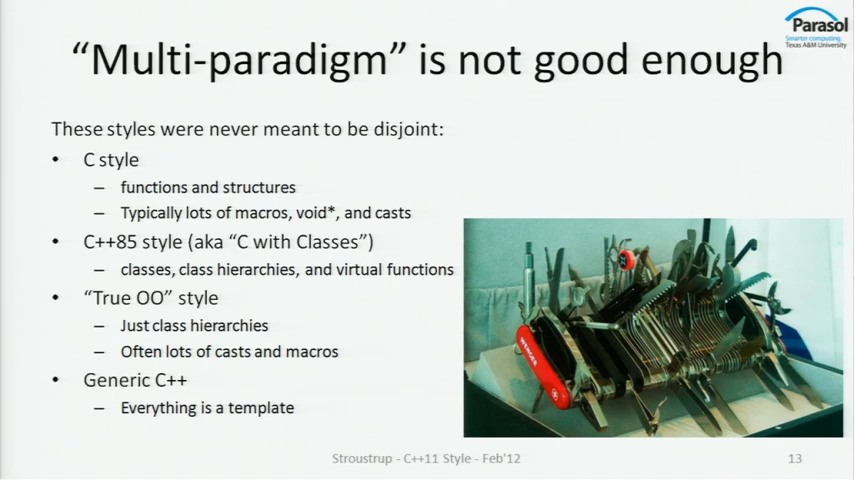 Parasol
Smarter computing.
Texas A&M University
“Multi-paradigm” is not good enough
These styles were never meant to be disjoint:
• C style
– functions and structures
– Typically lots of macros, void*, and casts
• C++85 style (aka “C with Classes”)
– classes, class hierarchies, and virtual functions
• “True OO” style
– Just class hierarchies
– Often lots of casts and macros
• Generic C++
– Everything is a template
WENGER
Stroustrup - C++11 Style - Feb'12
13